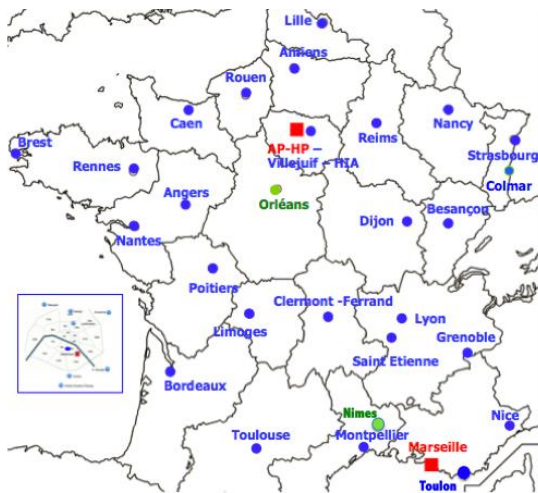 Lille
Amiens
Rouen
Caen
Reims
Nancy
Brest
AP-HP –
Villejuif – HIA
Strasbourg
Rennes
Colmar
Angers
Orléans
Dijon
Besançon
Nantes
Poitiers
Clermont -Ferrand
Limoges
Lyon
Grenoble
Saint Etienne
Bordeaux
Nimes
Nice
Toulouse
Montpellier
Marseille
Toulon